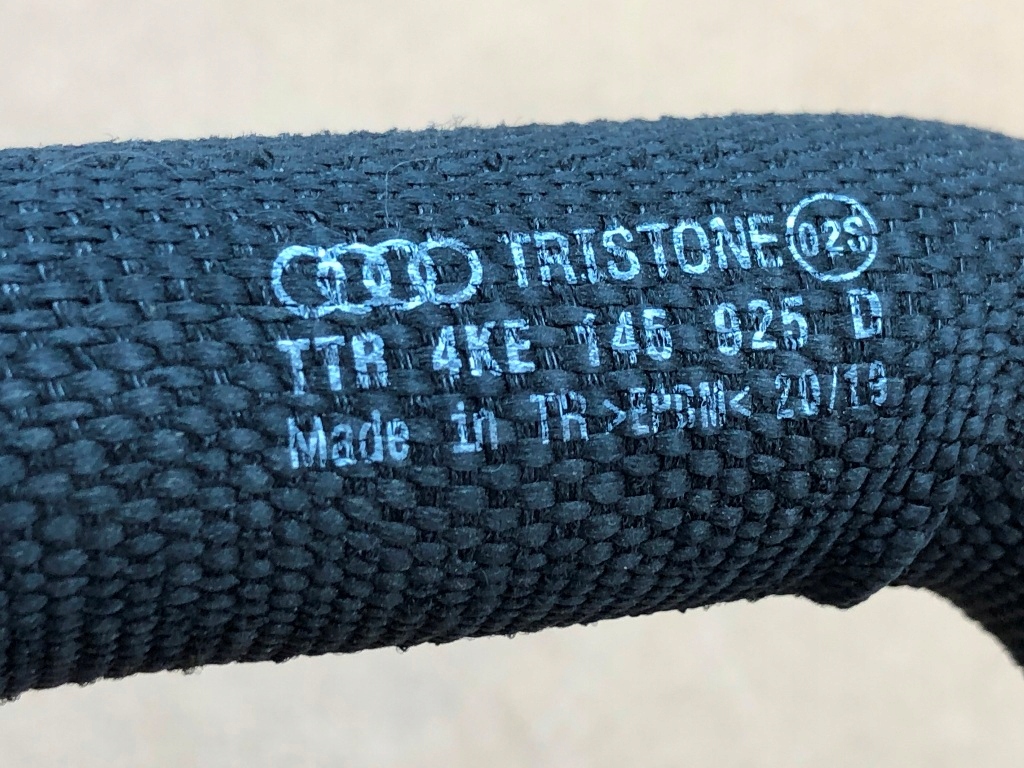 TRISTONE 02S
TTR 4KE 145 925 D
Made in TR >EPDM< 20/19